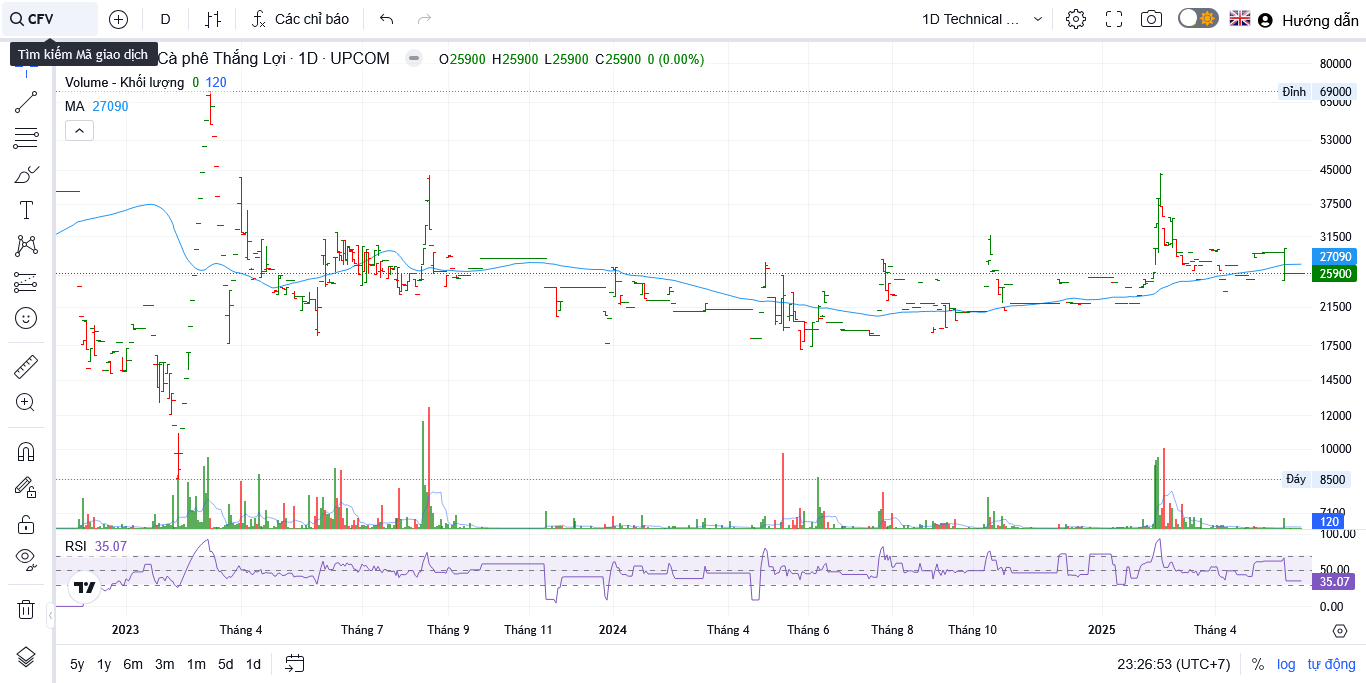 CFV
D
Các chỉ báo
1D Technical ...
Hướng dẫn
Tìm kiếm Mã giao dịch
Cà phê Thắng Lợi · 1D · UPCOM
O25900 H25900 L25900 C25900 0 (0.00%)
Volume - Khối lượng 0 120
MA 27090
80000
Đỉnh 69000
65000
53000
45000
37500
31500
27090
25900
21500
17500
14500
12000
10000
Đáy 8500
7100
120
RSI 35.07
100.00
50.00
35.07
0.00
2023 Tháng 4 Tháng 7 Tháng 9 Tháng 11 2024 Tháng 4 Tháng 6 Tháng 8 Tháng 10 2025 Tháng 4
5y 1y 6m 3m 1m 5d 1d
23:26:53 (UTC+7) % log tự động